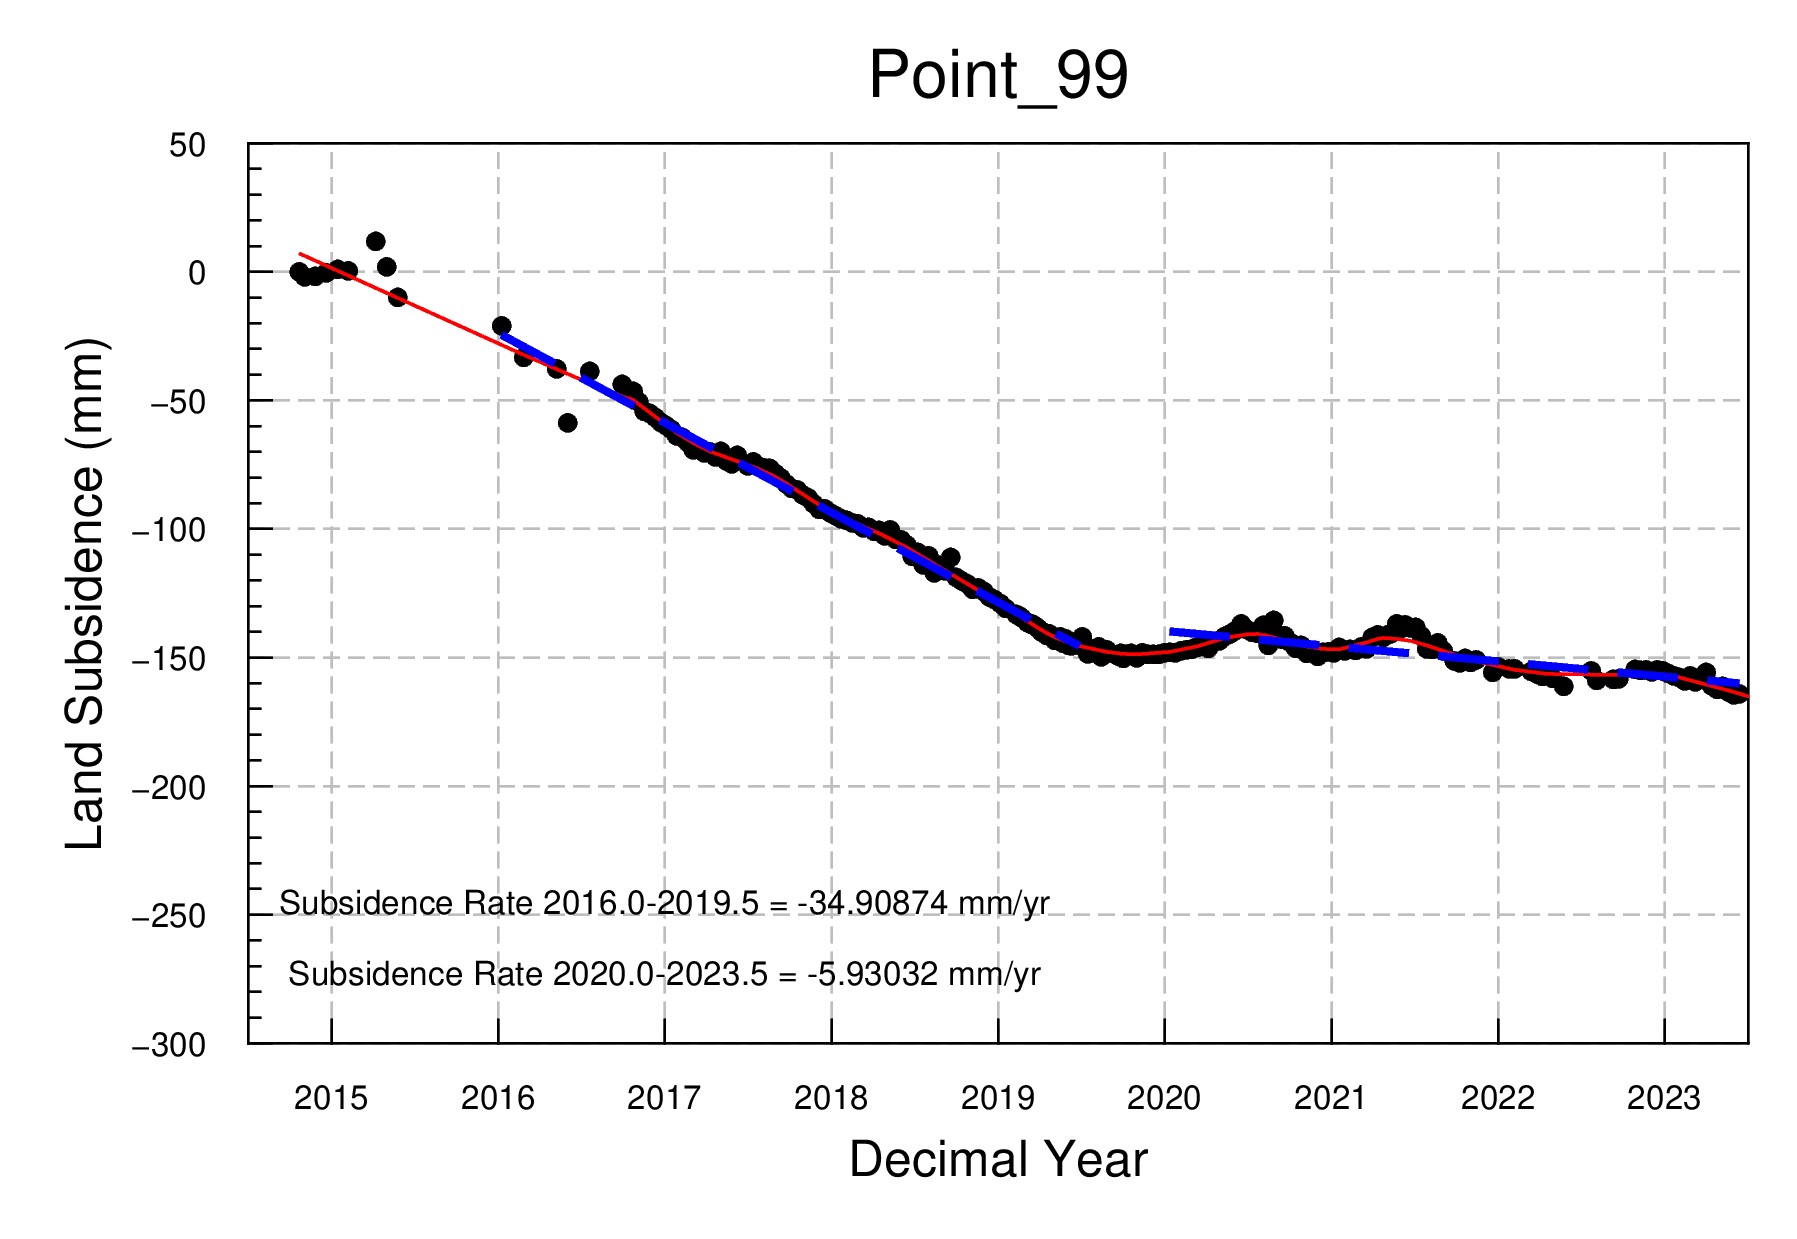 Point_99
50
0
−50
−100
−150
−200
−250
−300
Land Subsidence (mm)
Subsidence Rate 2016.0-2019.5 = -34.90874 mm/yr
Subsidence Rate 2020.0-2023.5 = -5.93032 mm/yr
2015 2016 2017 2018 2019 2020 2021 2022 2023
Decimal Year